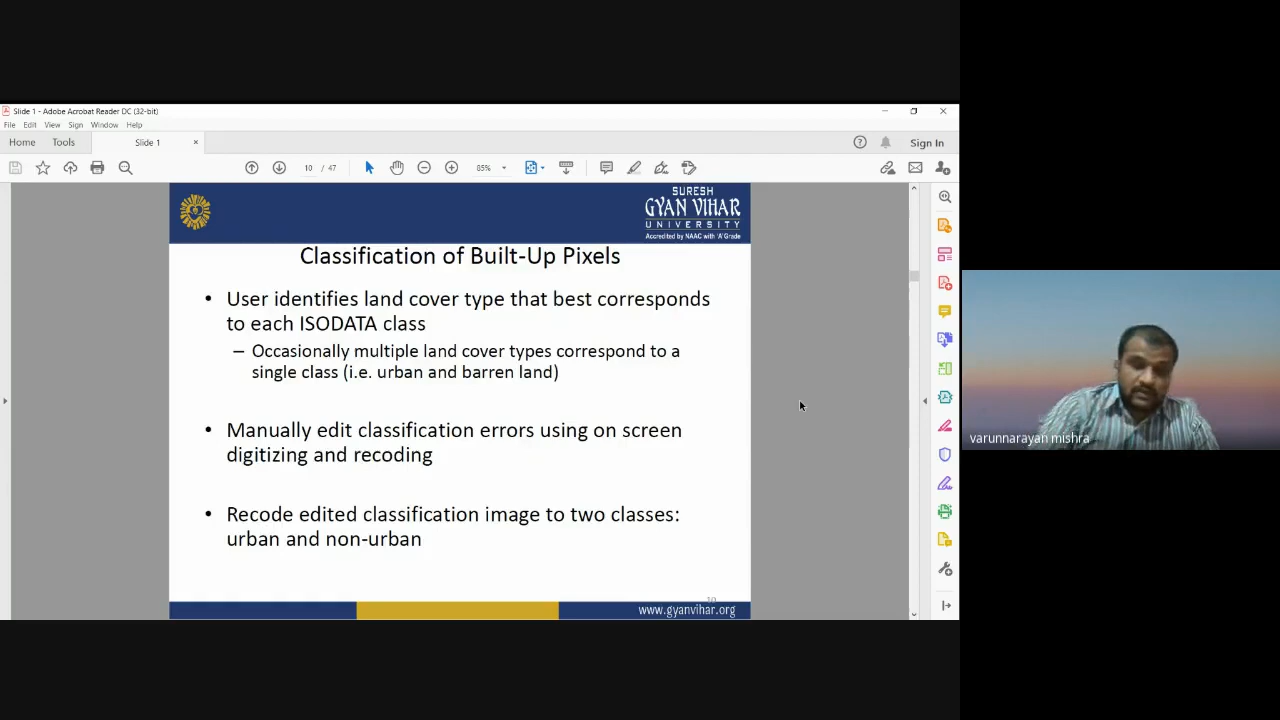 Slide 1 - Adobe Acrobat Reader DC (32-bit)
File Edit View Sign Window Help
Home Tools Slide 1 × Sign In
10 / 47 85%
SURESH
GYAN VIHAR
UNIVERSITY
Accredited by NAAC with 'A' Grade
Classification of Built-Up Pixels
• User identifies land cover type that best corresponds
to each ISODATA class
– Occasionally multiple land cover types correspond to a
single class (i.e. urban and barren land)
• Manually edit classification errors using on screen
digitizing and recoding
• Recode edited classification image to two classes:
urban and non-urban
10
www.gyanvihar.org
varunnarayan mishra